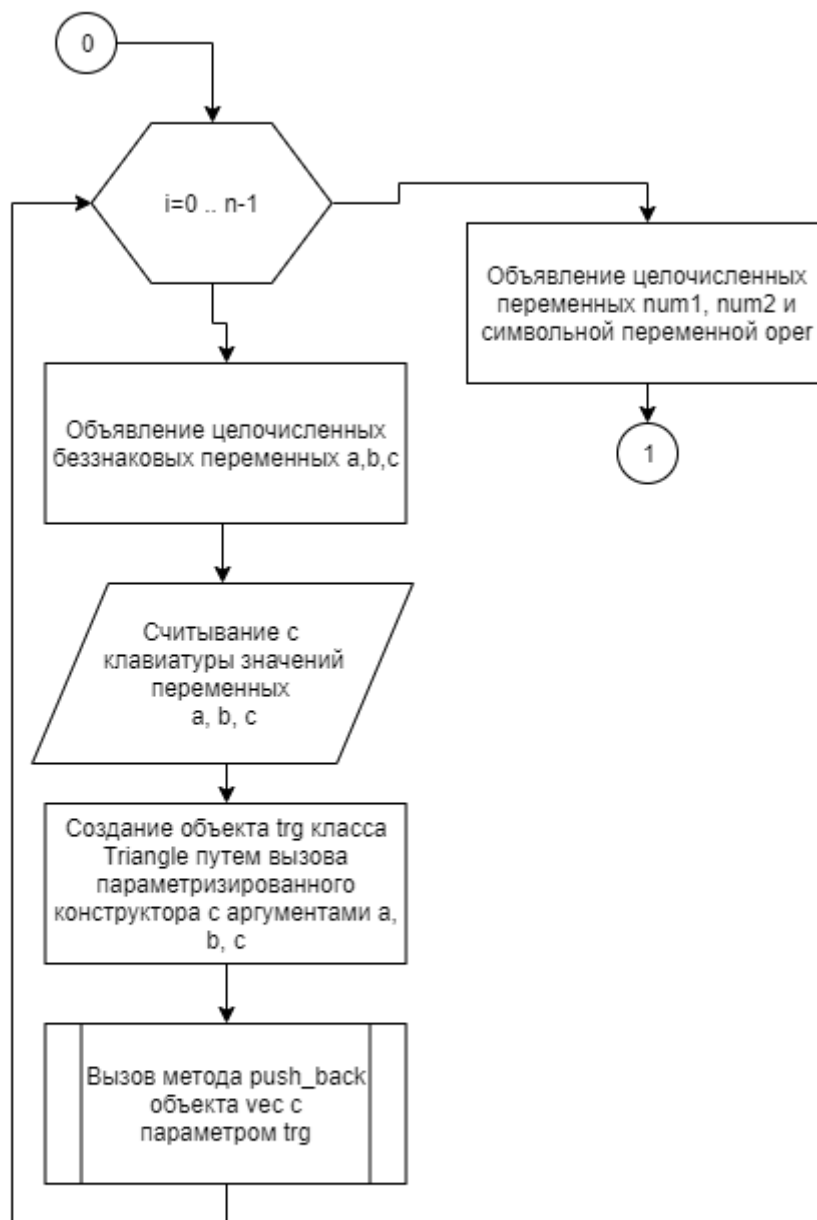 0
i=0 .. n-1
Объявление целочисленных
переменных num1, num2 и
символьной переменной oper
1
Объявление целочисленных
беззнаковых переменных a,b,c
Считывание с
клавиатуры значений
переменных
a, b, c
Создание объекта trg класса
Triangle путем вызова
параметризированного
конструктора с аргументами a,
b, c
Вызов метода push_back
объекта vec с
параметром trg